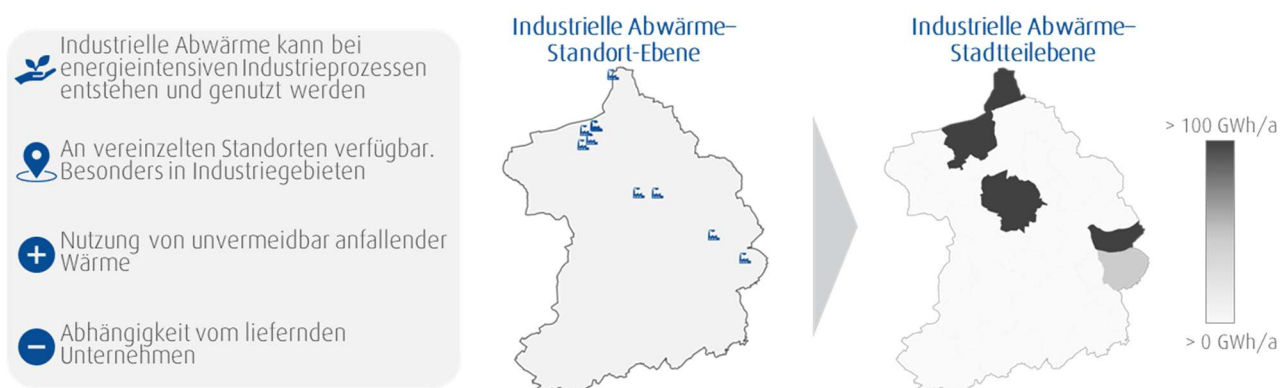 Industrielle Abwärme kann bei
energieintensiven Industrieprozessen
entstehen und genutzt werden
An vereinzelten Standorten verfügbar.
Besonders in Industriegebieten
Nutzung von unvermeidbar anfallender
Wärme
Abhängigkeit vom liefernden
Unternehmen
Industrielle Abwärme–
Standort-Ebene
Industrielle Abwärme–
Stadtteilebene
> 100 GWh/a
> 0 GWh/a